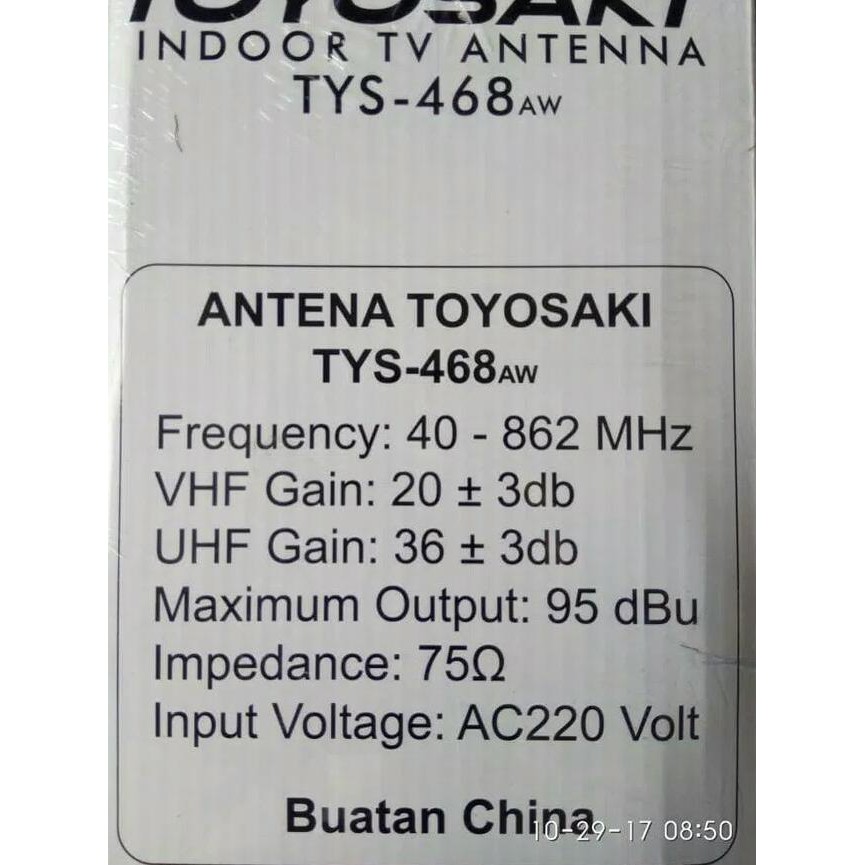 TOYOSAKI
INDOOR TV ANTENNA
TYS-468AW
ANTENA TOYOSAKI
TYS-468AW
Frequency: 40 - 862 MHz
VHF Gain: 20 ± 3db
UHF Gain: 36 ± 3db
Maximum Output: 95 dBu
Impedance: 75Ω
Input Voltage: AC220 Volt
Buatan China
10-29-17 08:50